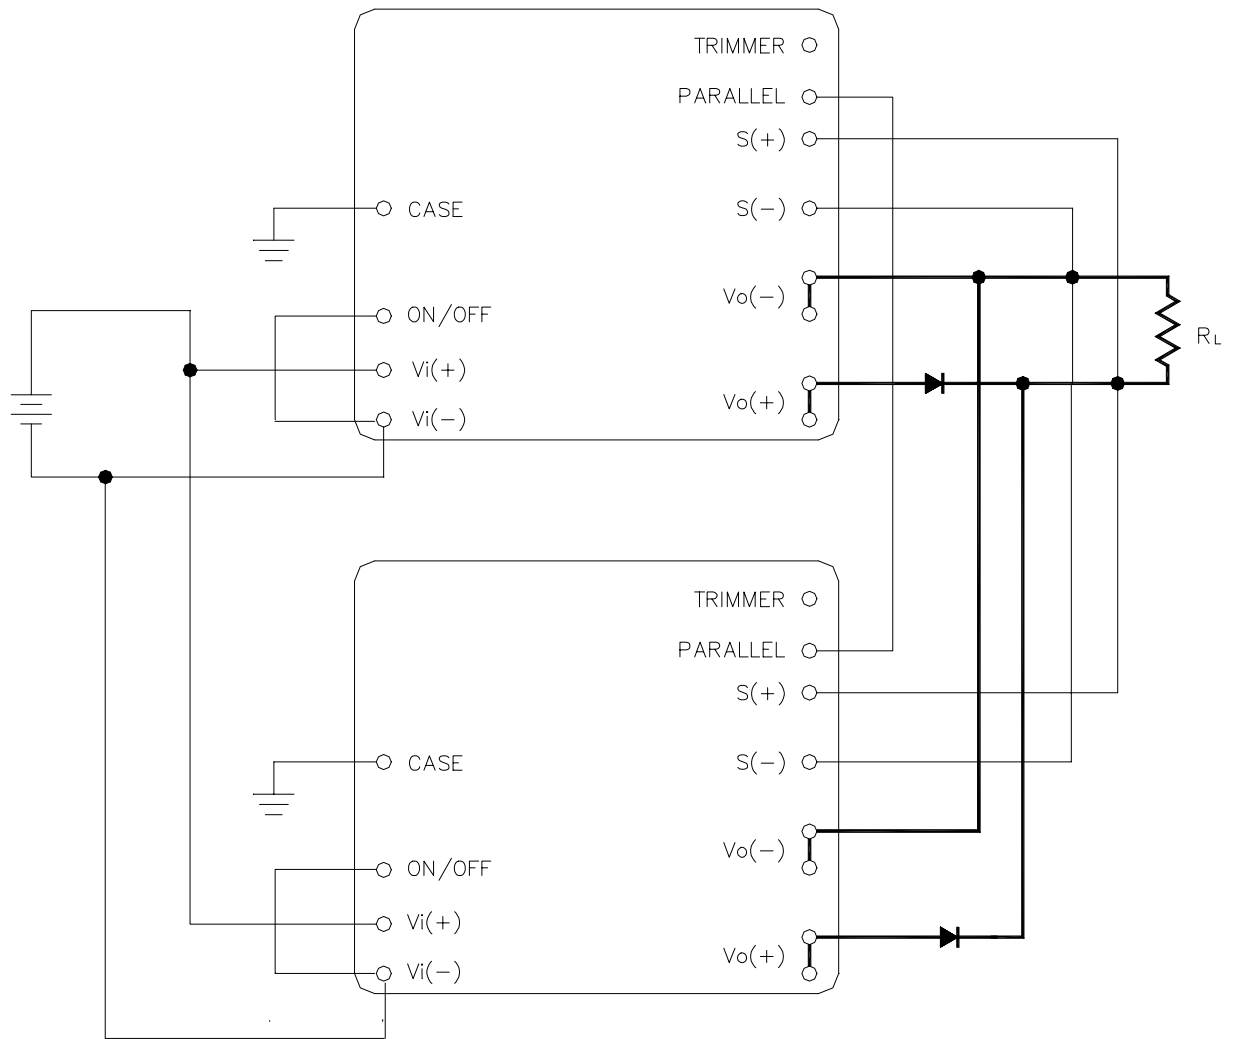 TRIMMER
PARALLEL
S(+)
CASE
S(−)
Vo(−)
ON/OFF
RL
Vi(+)
Vo(+)
Vi(−)
TRIMMER
PARALLEL
S(+)
CASE
S(−)
Vo(−)
ON/OFF
Vi(+)
Vo(+)
Vi(−)